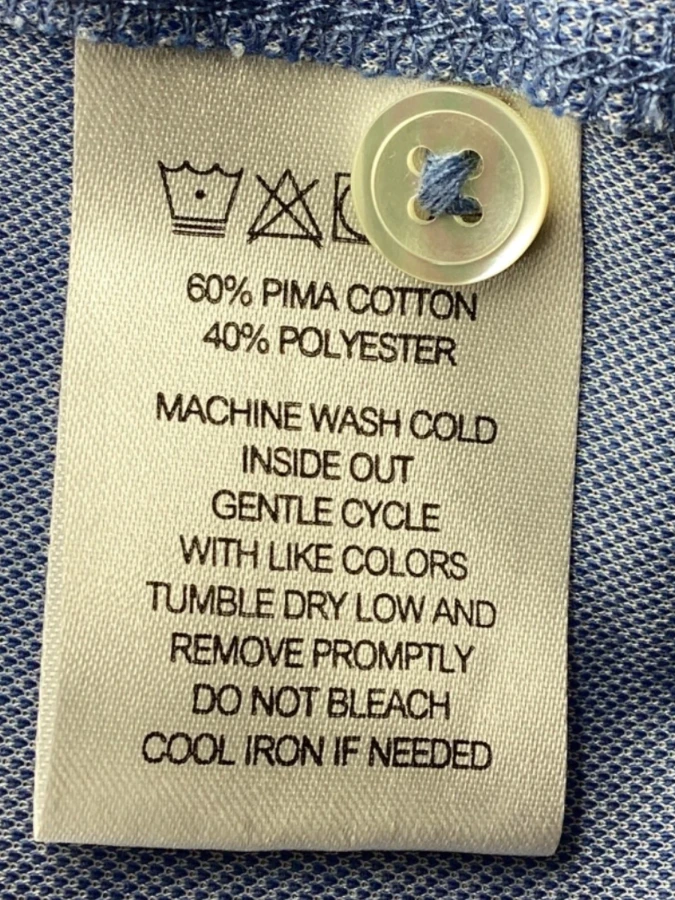 60% PIMA COTTON
40% POLYESTER
MACHINE WASH COLD
INSIDE OUT
GENTLE CYCLE
WITH LIKE COLORS
TUMBLE DRY LOW AND
REMOVE PROMPTLY
DO NOT BLEACH
COOL IRON IF NEEDED